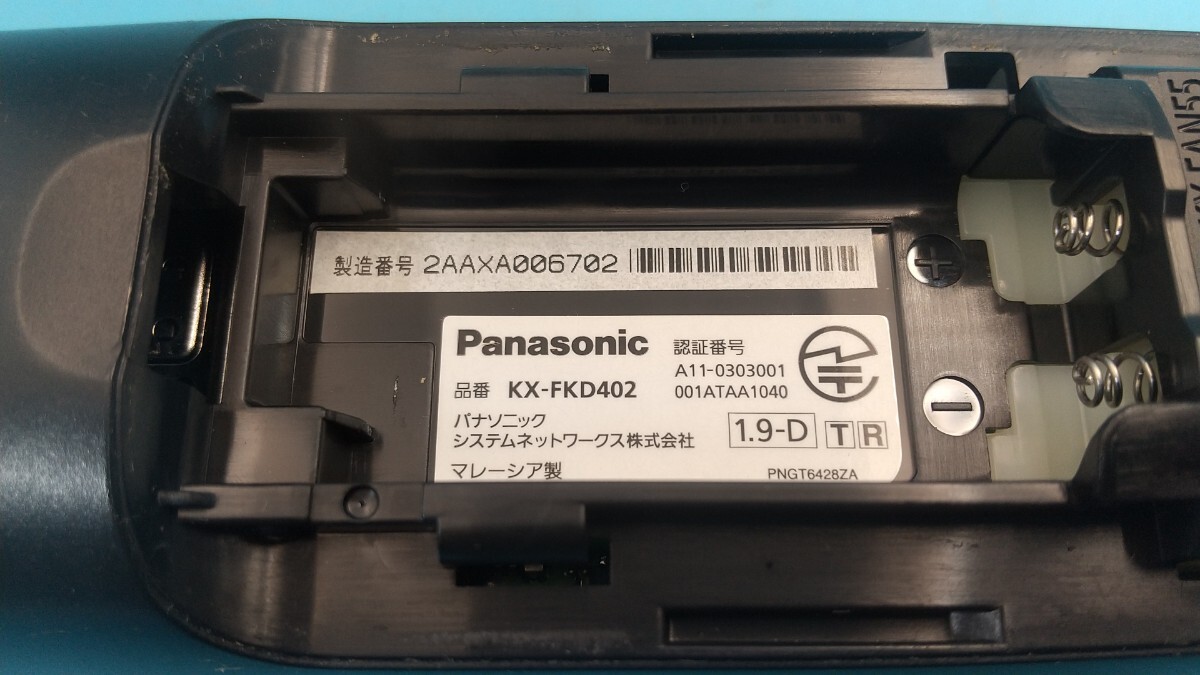 製造番号 2AAXA006702
Panasonic 認証番号
A11-0303001
品番 KX-FKD402 001ATAA1040
パナソニック
システムネットワークス株式会社
1.9-D T R
マレーシア製 PNGT6428ZA